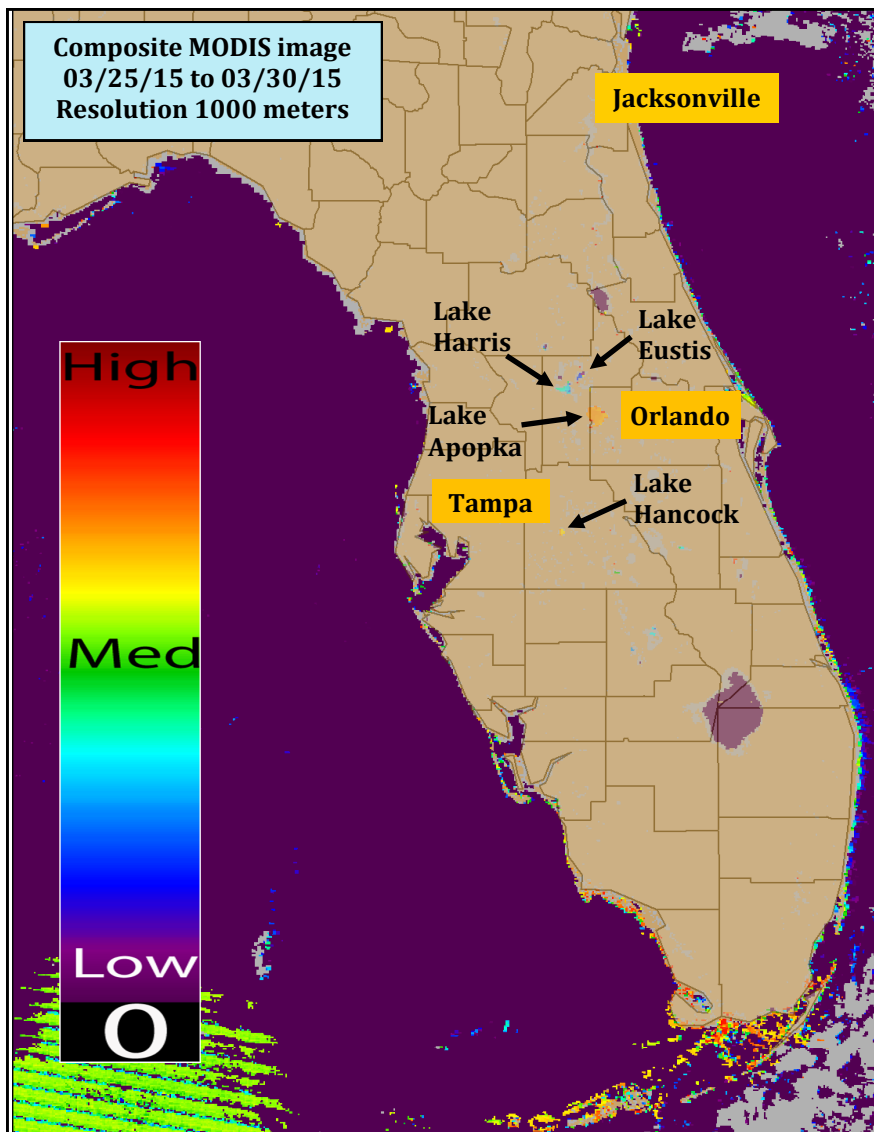 Composite MODIS image
03/25/15 to 03/30/15
Resolution 1000 meters
Jacksonville
Lake
Harris
Lake
Eustis
High
Lake
Apopka
Orlando
Tampa
Lake
Hancock
Med
Low
0